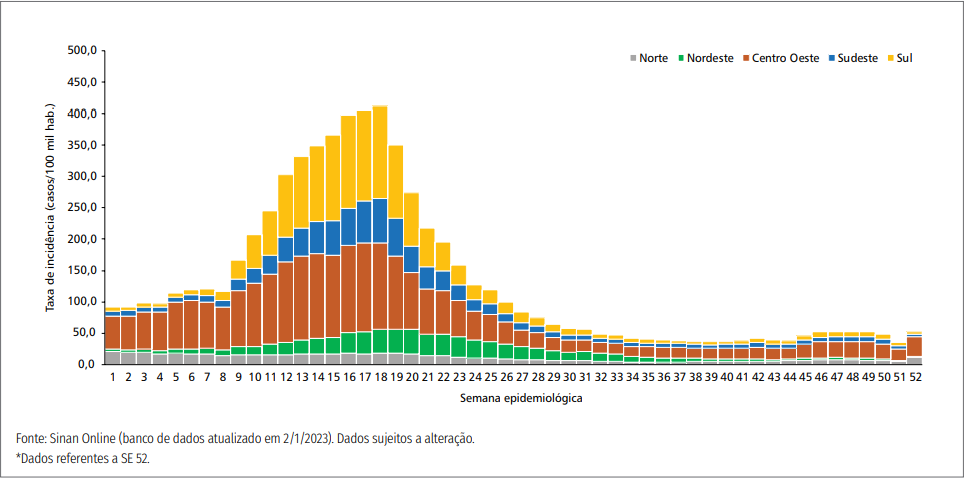 500,0
450,0
400,0
350,0
300,0
250,0
200,0
150,0
100,0
50,0
0,0
Taxa de incidência (casos/100 mil hab.)
Norte Nordeste Centro Oeste Sudeste Sul
1 2 3 4 5 6 7 8 9 10 11 12 13 14 15 16 17 18 19 20 21 22 23 24 25 26 27 28 29 30 31 32 33 34 35 36 37 38 39 40 41 42 43 44 45 46 47 48 49 50 51 52
Semana epidemiológica
Fonte: Sinan Online (banco de dados atualizado em 2/1/2023). Dados sujeitos a alteração.
*Dados referentes a SE 52.